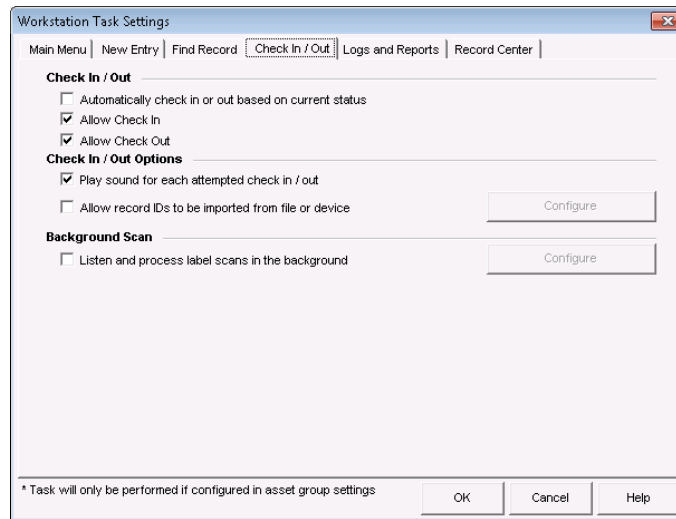 Workstation Task Settings
Main Menu New Entry Find Record Check In / Out Logs and Reports Record Center
Check In / Out
Automatically check in or out based on current status
Allow Check In
Allow Check Out
Check In / Out Options
Play sound for each attempted check in / out
Allow record IDs to be imported from file or device Configure
Background Scan
Listen and process label scans in the background Configure
* Task will only be performed if configured in asset group settings OK Cancel Help